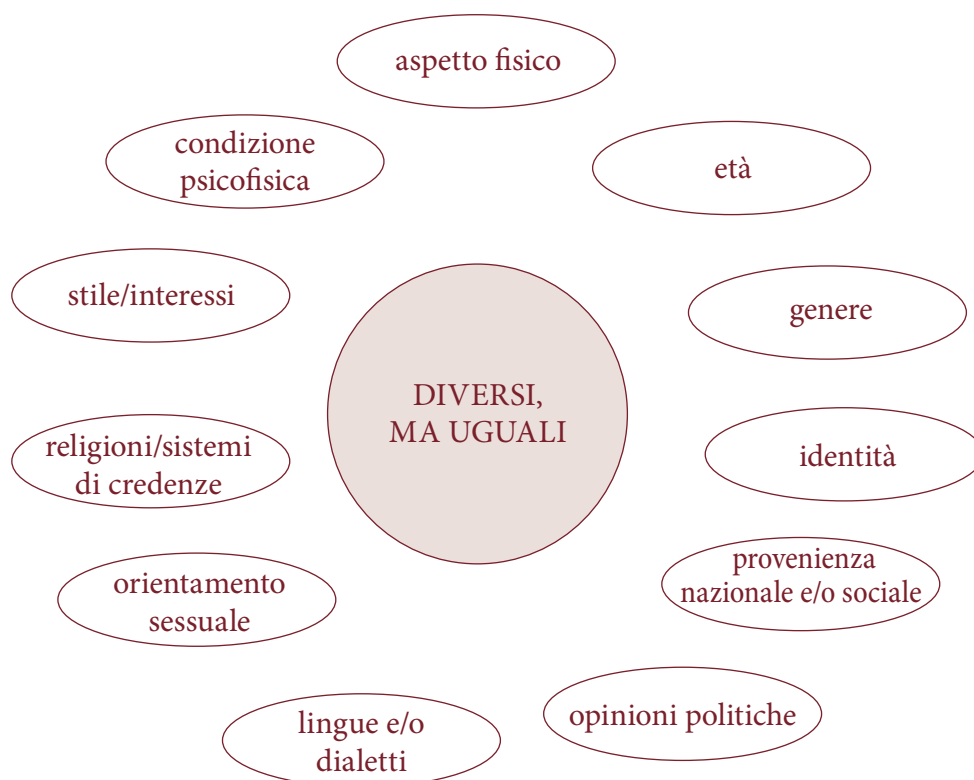 aspetto fisico
condizione
psicofisica
età
stile/interessi
genere
DIVERSI,
MA UGUALI
religioni/sistemi
di credenze
identità
provenienza
nazionale e/o sociale
orientamento
sessuale
opinioni politiche
lingue e/o
dialetti